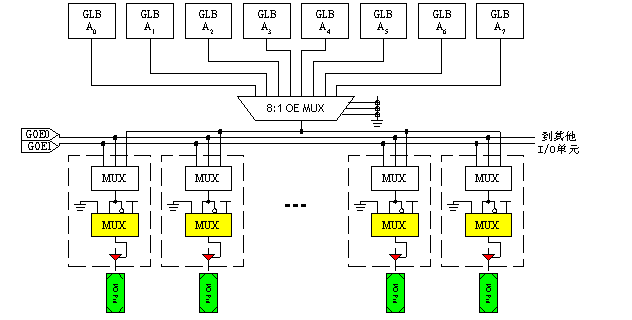 GLB GLB GLB GLB GLB GLB GLB GLB
A0 A1 A2 A3 A4 A5 A6 A7
8:1 OE MUX
GOE0
GOE1
到其他
I/O单元
MUX MUX MUX MUX
MUX MUX MUX MUX